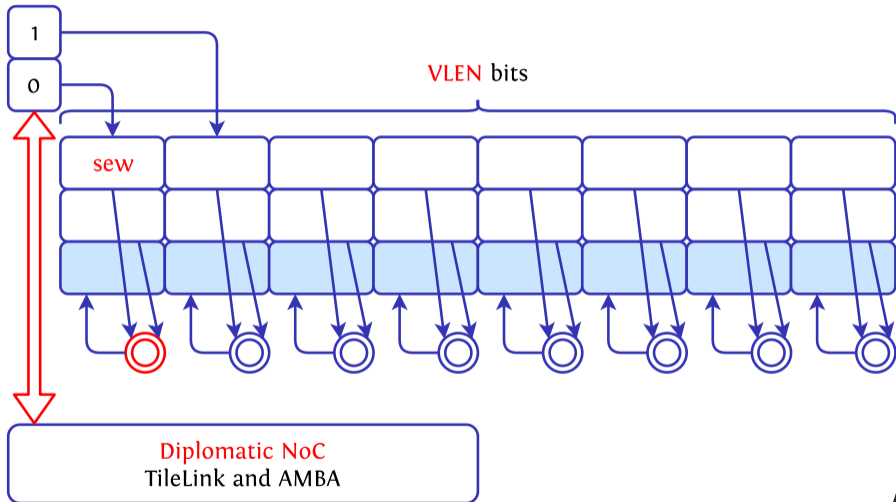 1
0
VLEN bits
sew
Diplomatic NoC
TileLink and AMBA